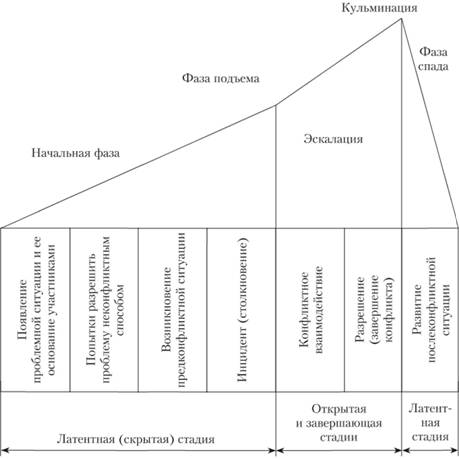 Кульминация
Фаза
спада
Фаза подъема
Эскалация
Начальная фаза
Появление
проблемной ситуации и ее
основание участниками
Попытки разрешить
проблему неконфликтным
способом
Возникновение
предконфликтной ситуации
Инцидент (столкновение)
Конфликтное
взаимодействие
Разрешение
(завершение
конфликта)
Развитие
послеконфликтной
ситуации
Латентная (скрытая) стадия
Открытая
и завершающая
стадии
Латент-
ная
стадия